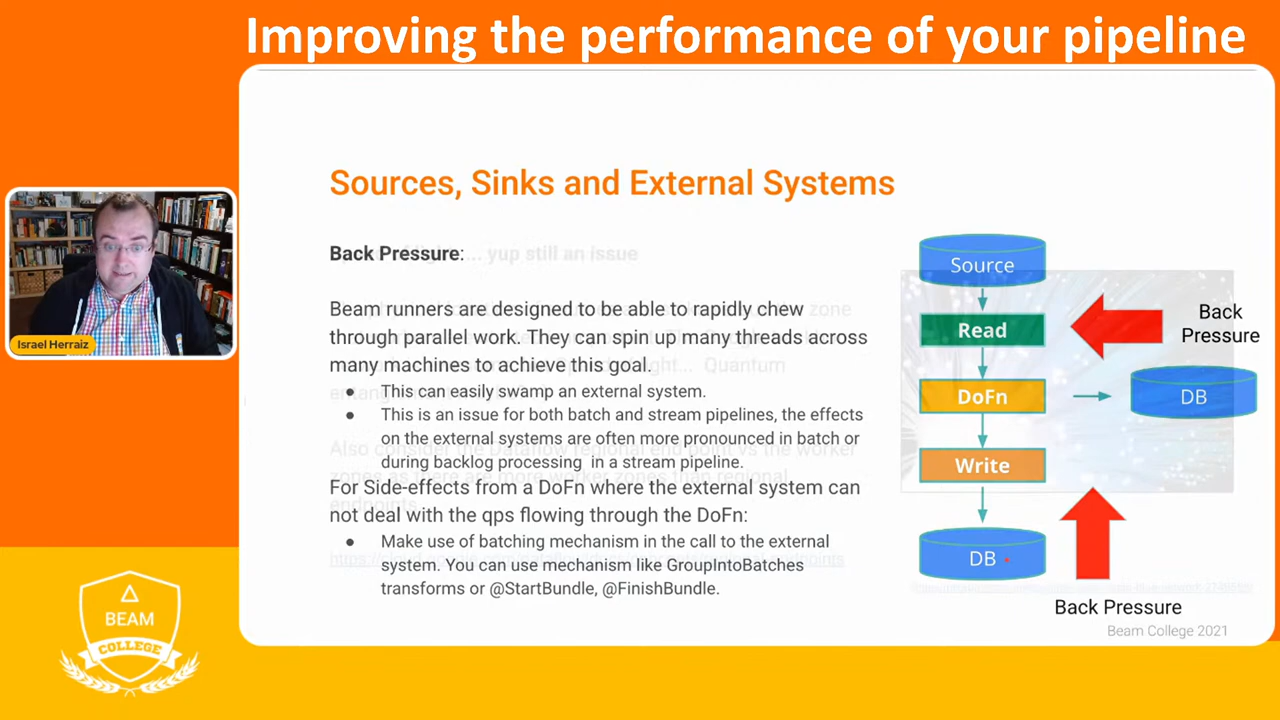 Improving the performance of your pipeline
Sources, Sinks and External Systems
Back Pressure:
yup still an issue
Beam runners are designed to be able to rapidly chew
through parallel work. They can spin up many threads across
many machines to achieve this goal.
● This can easily swamp an external system.
● This is an issue for both batch and stream pipelines, the effects
on the external systems are often more pronounced in batch or
during backlog processing in a stream pipeline.
For Side-effects from a DoFn where the external system can
not deal with the qps flowing through the DoFn:
● Make use of batching mechanism in the call to the external
system. You can use mechanism like GroupIntoBatches
transforms or @StartBundle, @FinishBundle.
Source
Read
DoFn
Write
DB
DB
Back
Pressure
Back Pressure
Beam College 2021
Israel Herraiz
BEAM
COLLEGE